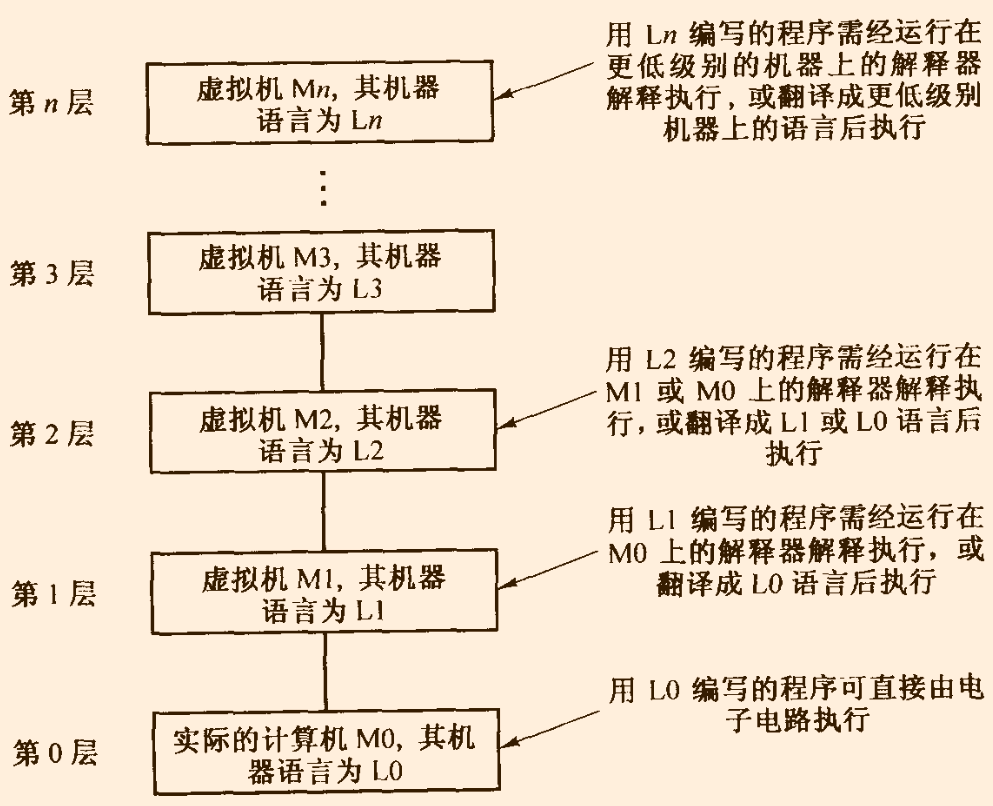 第 n 层
虚拟机 Mn, 其机器
语言为 Ln
用 Ln 编写的程序需经运行在
更低级别的机器上的解释器
解释执行，或翻译成更低级别
机器上的语言后执行
第 3 层
虚拟机 M3, 其机器
语言为 L3
第 2 层
虚拟机 M2, 其机器
语言为 L2
用 L2 编写的程序需经运行在
M1 或 M0 上的解释器解释执
行，或翻译成 L1 或 L0 语言后
执行
第 1 层
虚拟机 M1, 其机器
语言为 L1
用 L1 编写的程序需经运行在
M0 上的解释器解释执行，或
翻译成 L0 语言后执行
第 0 层
实际的计算机 M0, 其机
器语言为 L0
用 L0 编写的程序可直接由电
子电路执行